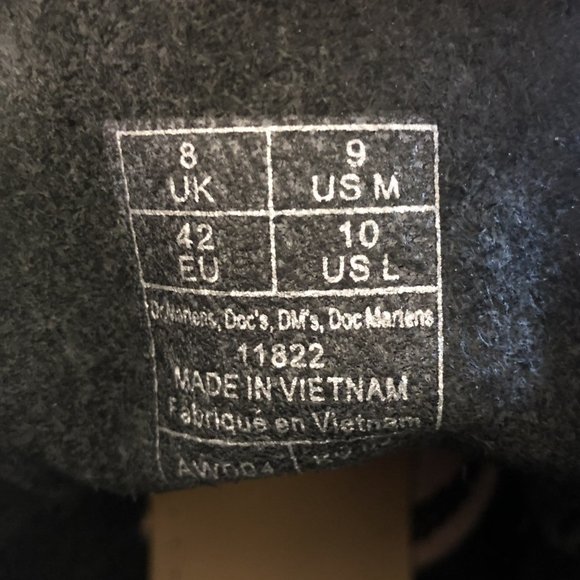 8 9
UK US M
42 10
EU US L
Dr.Martens, Doc's, DM's, Doc Martens
11822
MADE IN VIETNAM
Fabriqué en Vietnam
AW004